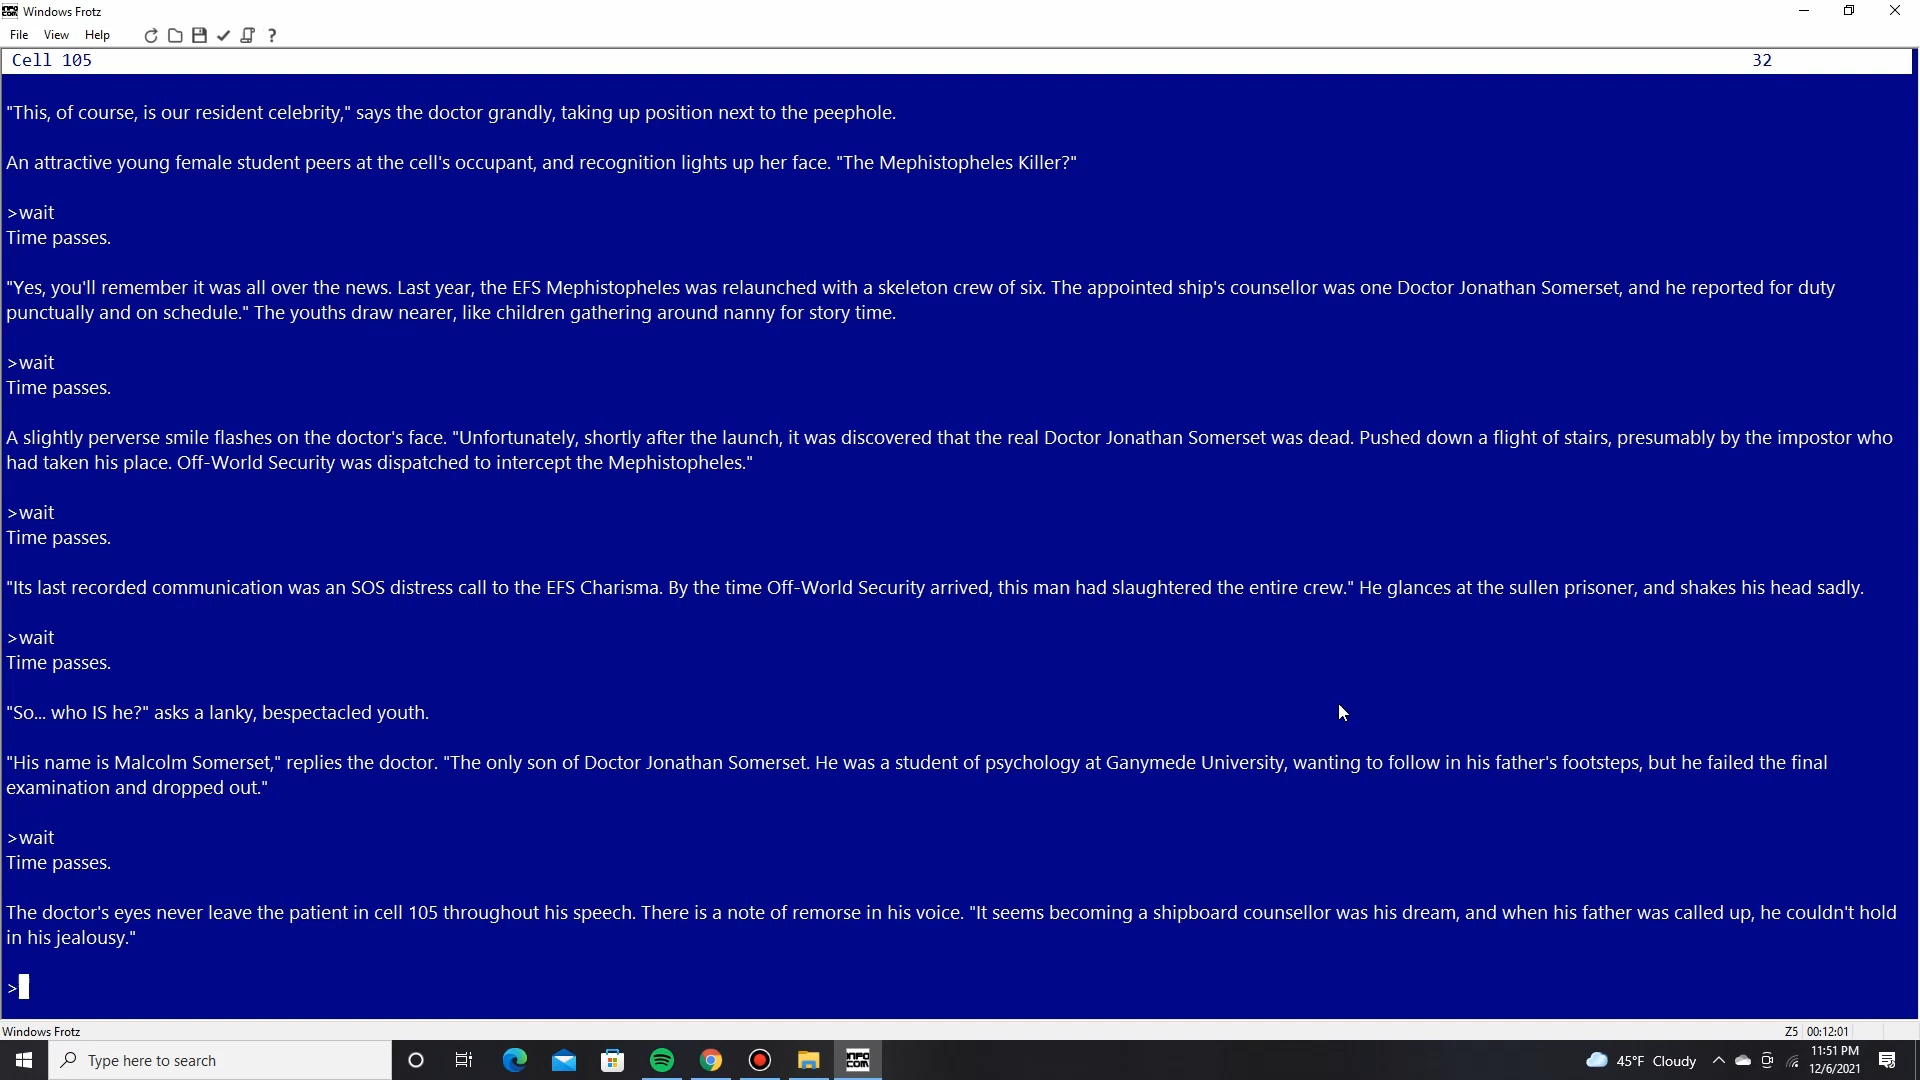 INFO
COM Windows Frotz
File View Help ?
Cell 105 32
"This, of course, is our resident celebrity," says the doctor grandly, taking up position next to the peephole.
An attractive young female student peers at the cell's occupant, and recognition lights up her face. "The Mephistopheles Killer?"
>wait
Time passes.
"Yes, you'll remember it was all over the news. Last year, the EFS Mephistopheles was relaunched with a skeleton crew of six. The appointed ship's counsellor was one Doctor Jonathan Somerset, and he reported for duty
punctually and on schedule." The youths draw nearer, like children gathering around nanny for story time.
>wait
Time passes.
A slightly perverse smile flashes on the doctor's face. "Unfortunately, shortly after the launch, it was discovered that the real Doctor Jonathan Somerset was dead. Pushed down a flight of stairs, presumably by the impostor who
had taken his place. Off-World Security was dispatched to intercept the Mephistopheles."
>wait
Time passes.
"Its last recorded communication was an SOS distress call to the EFS Charisma. By the time Off-World Security arrived, this man had slaughtered the entire crew." He glances at the sullen prisoner, and shakes his head sadly.
>wait
Time passes.
"So... who IS he?" asks a lanky, bespectacled youth.
"His name is Malcolm Somerset," replies the doctor. "The only son of Doctor Jonathan Somerset. He was a student of psychology at Ganymede University, wanting to follow in his father's footsteps, but he failed the final
examination and dropped out."
>wait
Time passes.
The doctor's eyes never leave the patient in cell 105 throughout his speech. There is a note of remorse in his voice. "It seems becoming a shipboard counsellor was his dream, and when his father was called up, he couldn't hold
in his jealousy."
>
Windows Frotz Z5 00:12:01
Type here to search
INFO
COM
45°F Cloudy
11:51 PM
12/6/2021